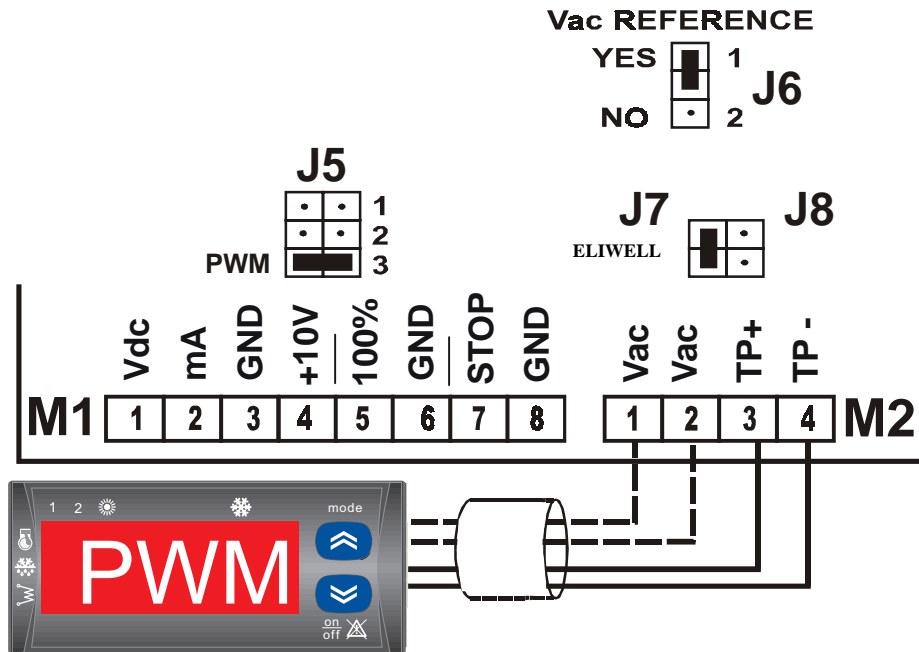 Vac REFERENCE
YES 1
J6
NO 2
J5
1
2
PWM 3
J7 J8
ELIWELL
Vdc mA GND +10V 100% GND STOP GND Vac Vac TP+ TP -
M1 1 2 3 4 5 6 7 8 1 2 3 4 M2
1 2 mode
PWM
on
off